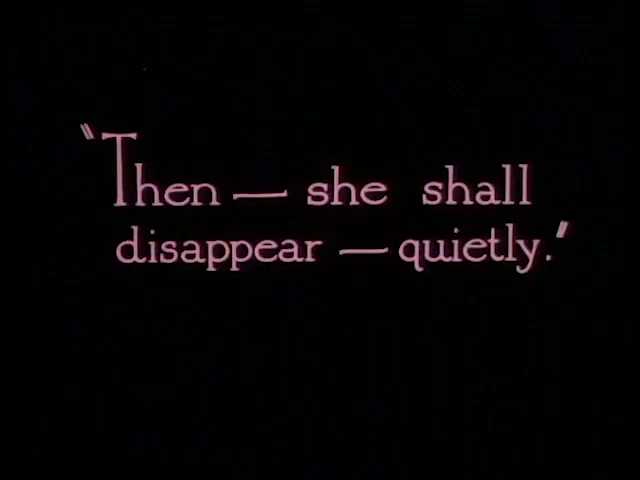 "Then — she shall
disappear — quietly."